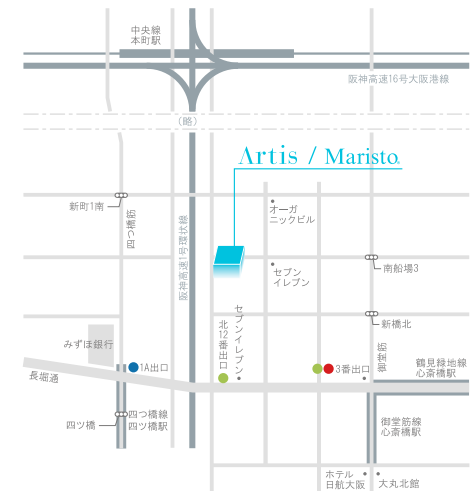 中央線
本町駅
阪神高速16号大阪港線
(略)
Artis / Maristo.
新町1南
四つ橋筋
阪神高速1号環状線
オーガ
ニックビル
セブン
イレブン
南船場3
新橋北
御堂筋
セブンイレブン
北12番出口
みずほ銀行
1A出口
3番出口
鶴見緑地線
心斎橋駅
長堀通
四ツ橋
四つ橋線
四ツ橋駅
御堂筋線
心斎橋駅
ホテル
日航大阪
大丸北館